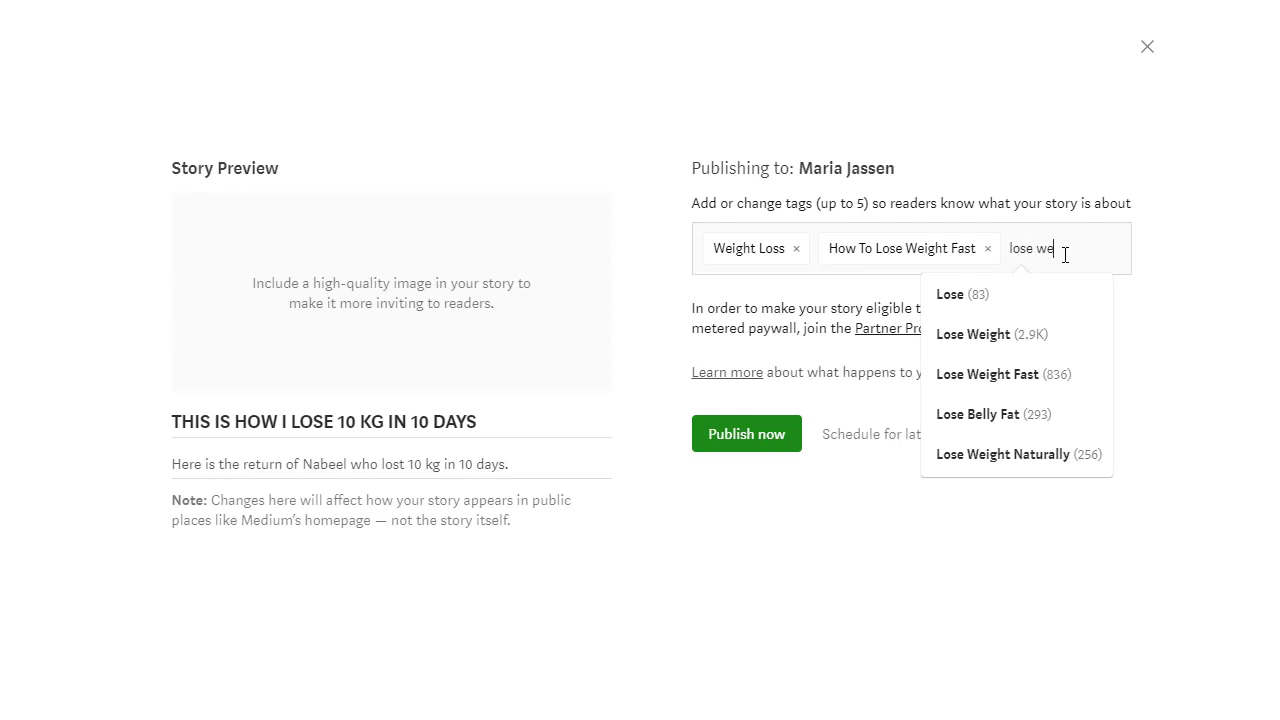 Story Preview
Include a high-quality image in your story to
make it more inviting to readers.
THIS IS HOW I LOSE 10 KG IN 10 DAYS
Here is the return of Nabeel who lost 10 kg in 10 days.
Note: Changes here will affect how your story appears in public
places like Medium's homepage — not the story itself.
Publishing to: Maria Jassen
Add or change tags (up to 5) so readers know what your story is about
Weight Loss × How To Lose Weight Fast × lose we
Lose (83)
Lose Weight (2.9K)
Lose Weight Fast (836)
Lose Belly Fat (293)
Lose Weight Naturally (256)
In order to make your story eligible
metered paywall, join the Partner
Learn more about what happens to
Publish now
Schedule for